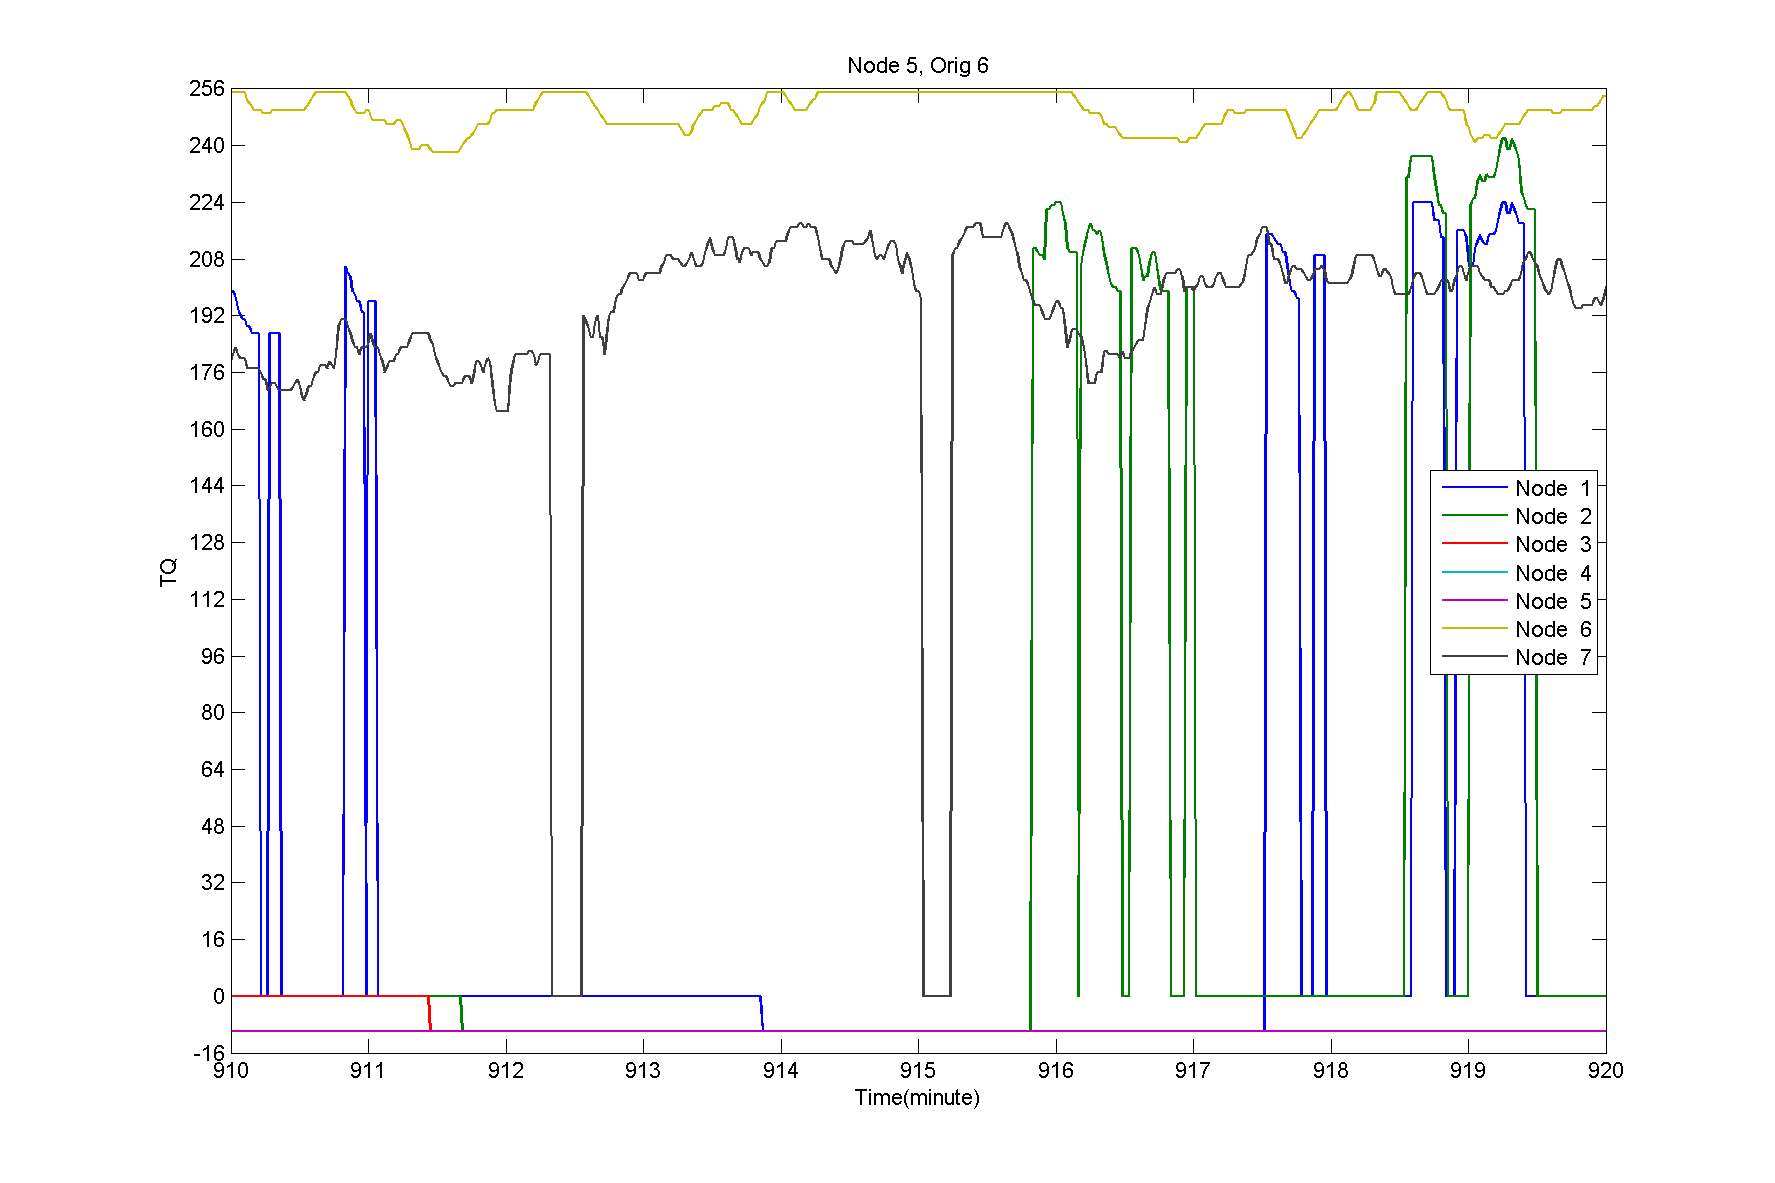 Node 5, Orig 6
256
240
224
208
192
176
160
144
128
112
96
80
64
48
32
16
0
-16
TQ
Node 1
Node 2
Node 3
Node 4
Node 5
Node 6
Node 7
910 911 912 913 914 915 916 917 918 919 920
Time(minute)